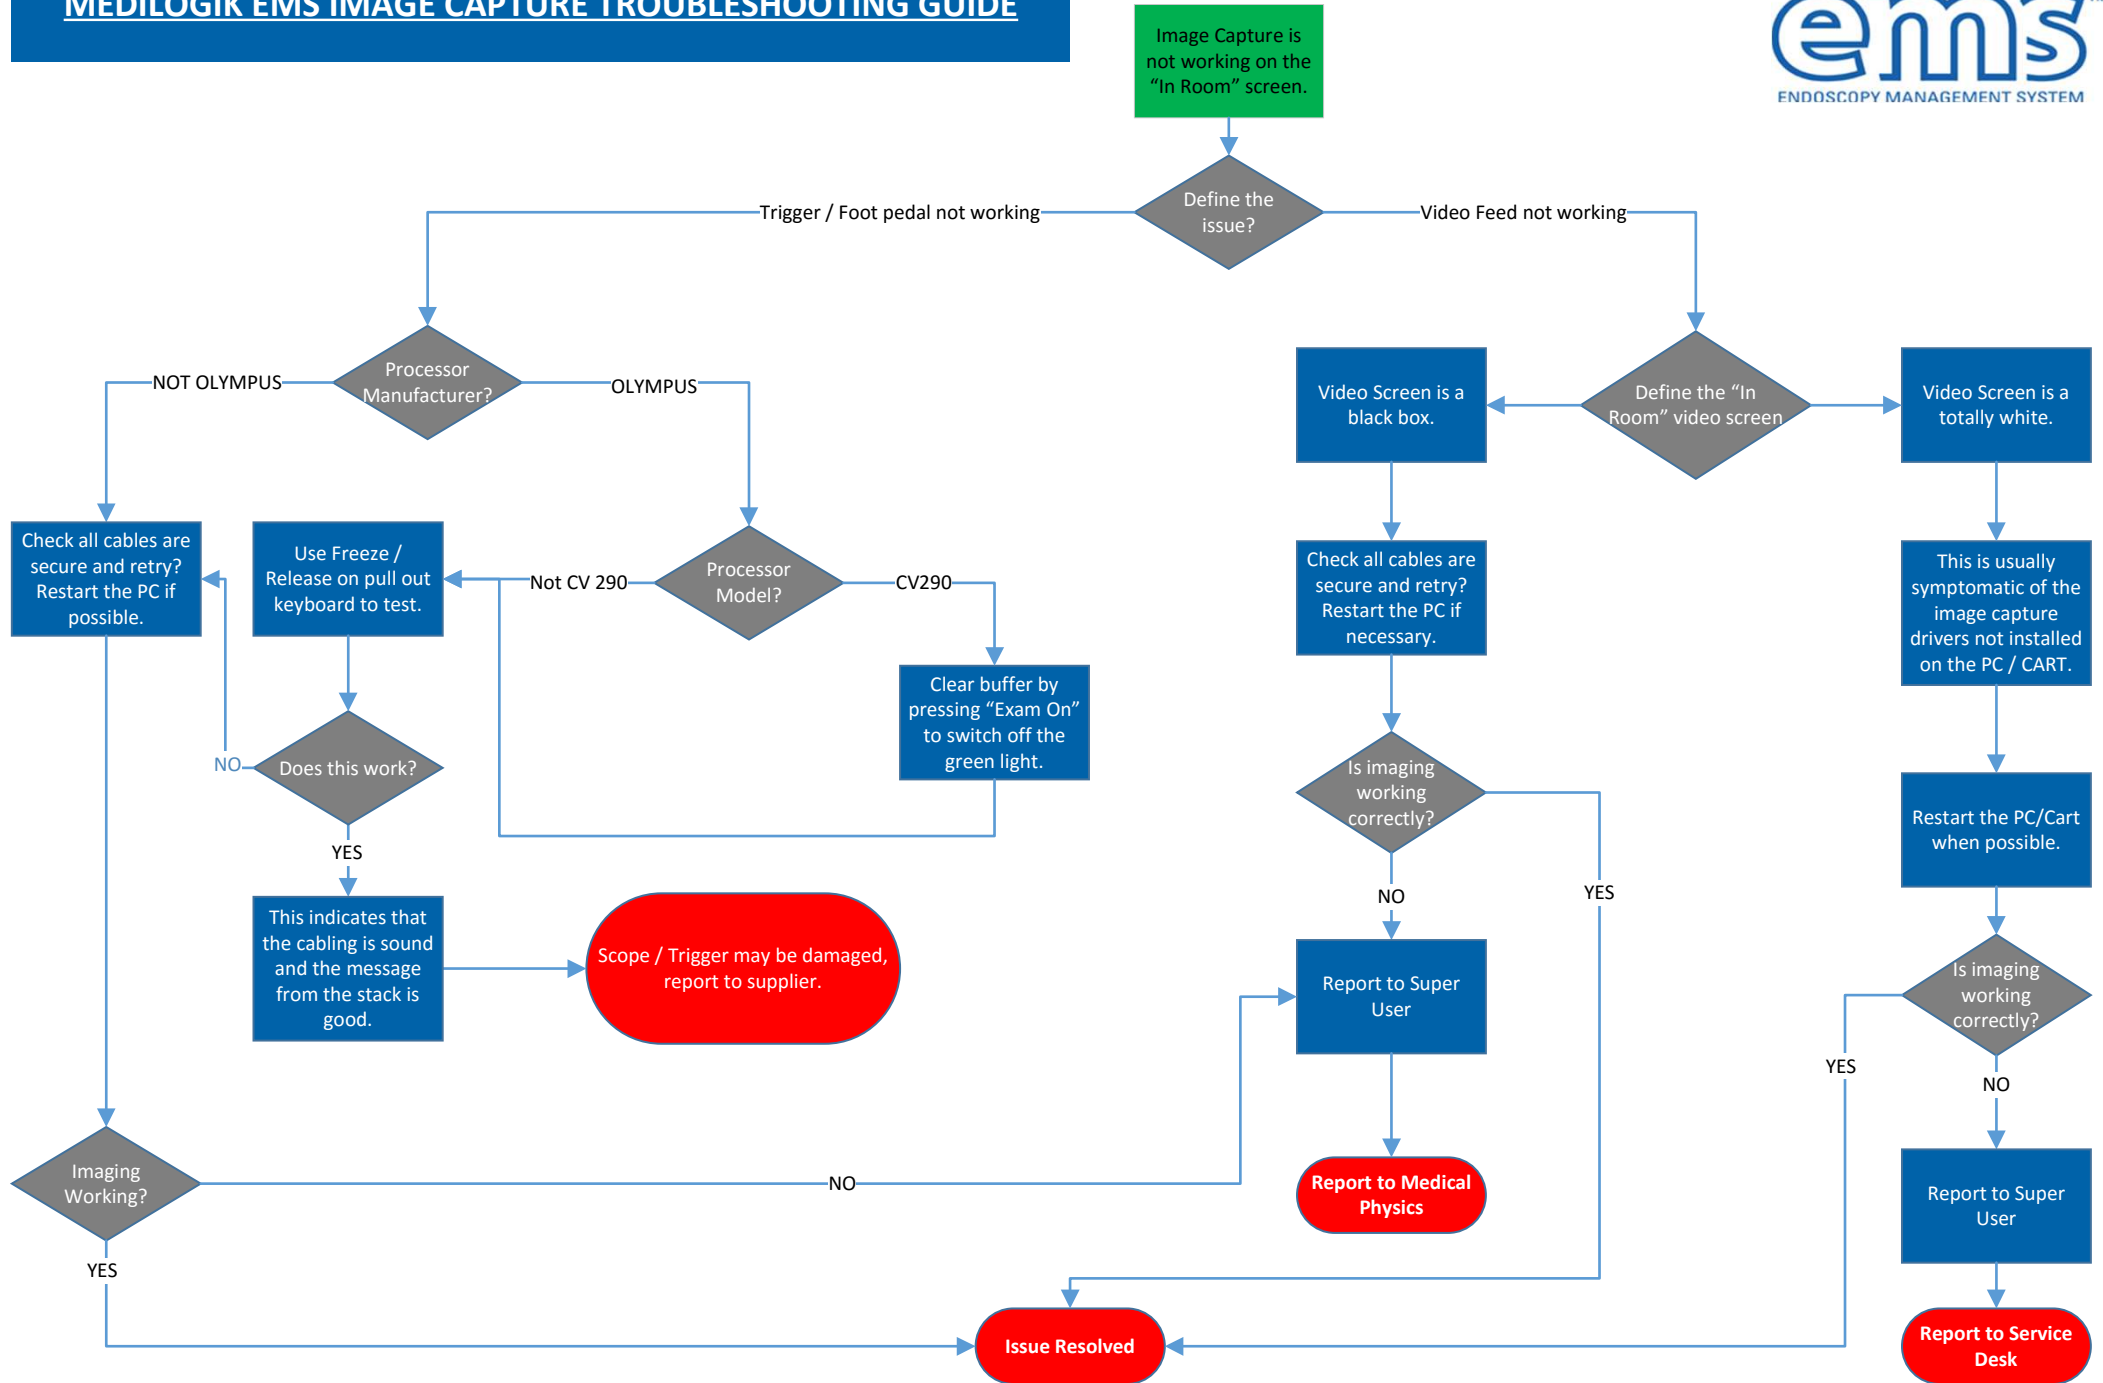 MEDILOGIK EMS IMAGE CAPTURE TROUBLESHOOTING GUIDE
ems
ENDOSCOPY MANAGEMENT SYSTEM
Image Capture is
not working on the
“In Room” screen.
Define the
issue?
Trigger / Foot pedal not working
Video Feed not working
Processor
Manufacturer?
NOT OLYMPUS
OLYMPUS
Video Screen is a
black box.
Define the “In
Room” video screen
Video Screen is a
totally white.
Check all cables are
secure and retry?
Restart the PC if
possible.
Use Freeze /
Release on pull out
keyboard to test.
Not CV 290
Processor
Model?
CV290
Check all cables are
secure and retry?
Restart the PC if
necessary.
This is usually
symptomatic of the
image capture
drivers not installed
on the PC / CART.
Clear buffer by
pressing “Exam On”
to switch off the
green light.
NO
Does this work?
YES
Is imaging
working
correctly?
NO
YES
Restart the PC/Cart
when possible.
This indicates that
the cabling is sound
and the message
from the stack is
good.
Scope / Trigger may be damaged,
report to supplier.
Report to Super
User
Is imaging
working
correctly?
YES
NO
Imaging
Working?
NO
YES
Report to Medical
Physics
Report to Super
User
Issue Resolved
Report to Service
Desk